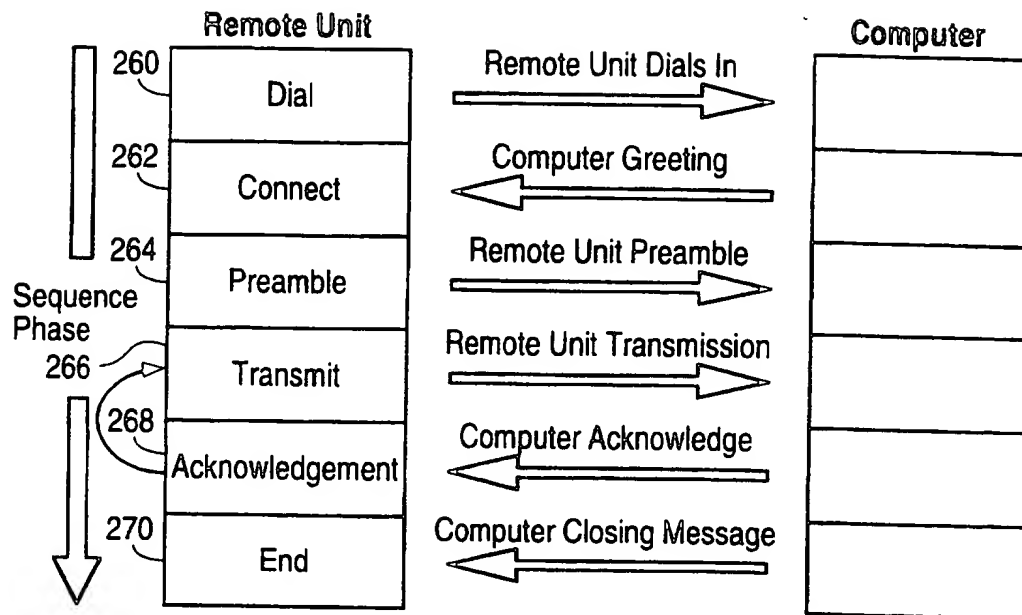 Remote Unit
Computer
260
Dial
Remote Unit Dials In
262
Connect
Computer Greeting
264
Preamble
Remote Unit Preamble
Sequence
Phase
266
Transmit
Remote Unit Transmission
268
Acknowledgement
Computer Acknowledge
270
End
Computer Closing Message